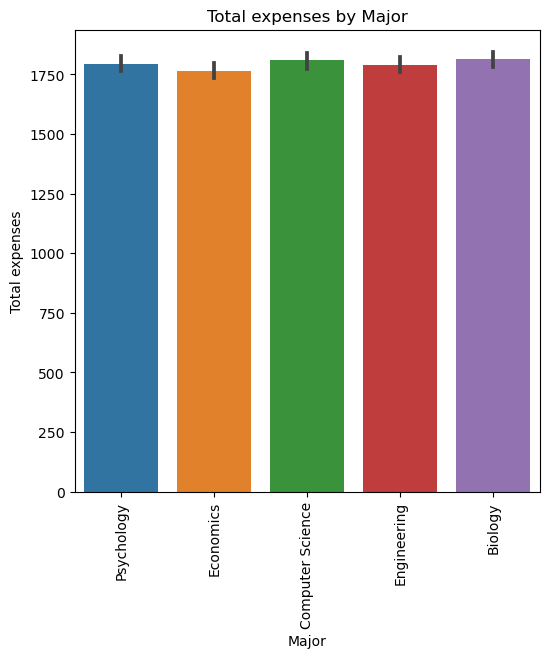 Total expenses by Major
Total expenses
1750
1500
1250
1000
750
500
250
0
Psychology
Economics
Computer Science
Engineering
Biology
Major